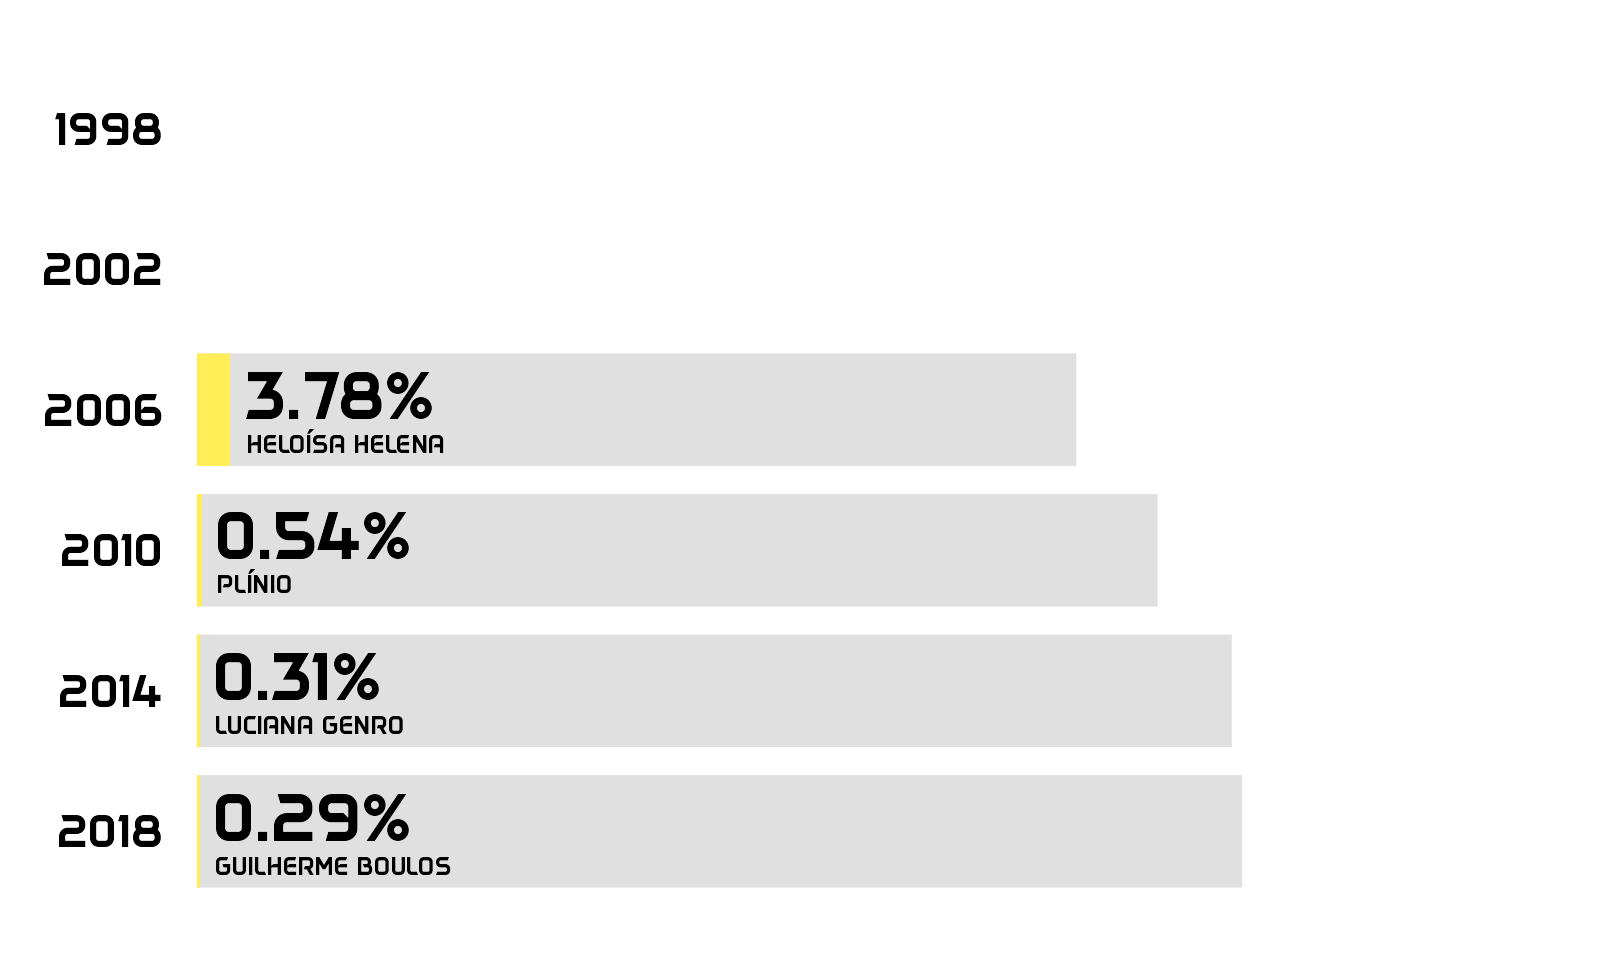 1998
2002
2006
3.78%
HELOÍSA HELENA
2010
0.54%
PLÍNIO
2014
0.31%
LUCIANA GENRO
2018
0.29%
GUILHERME BOULOS